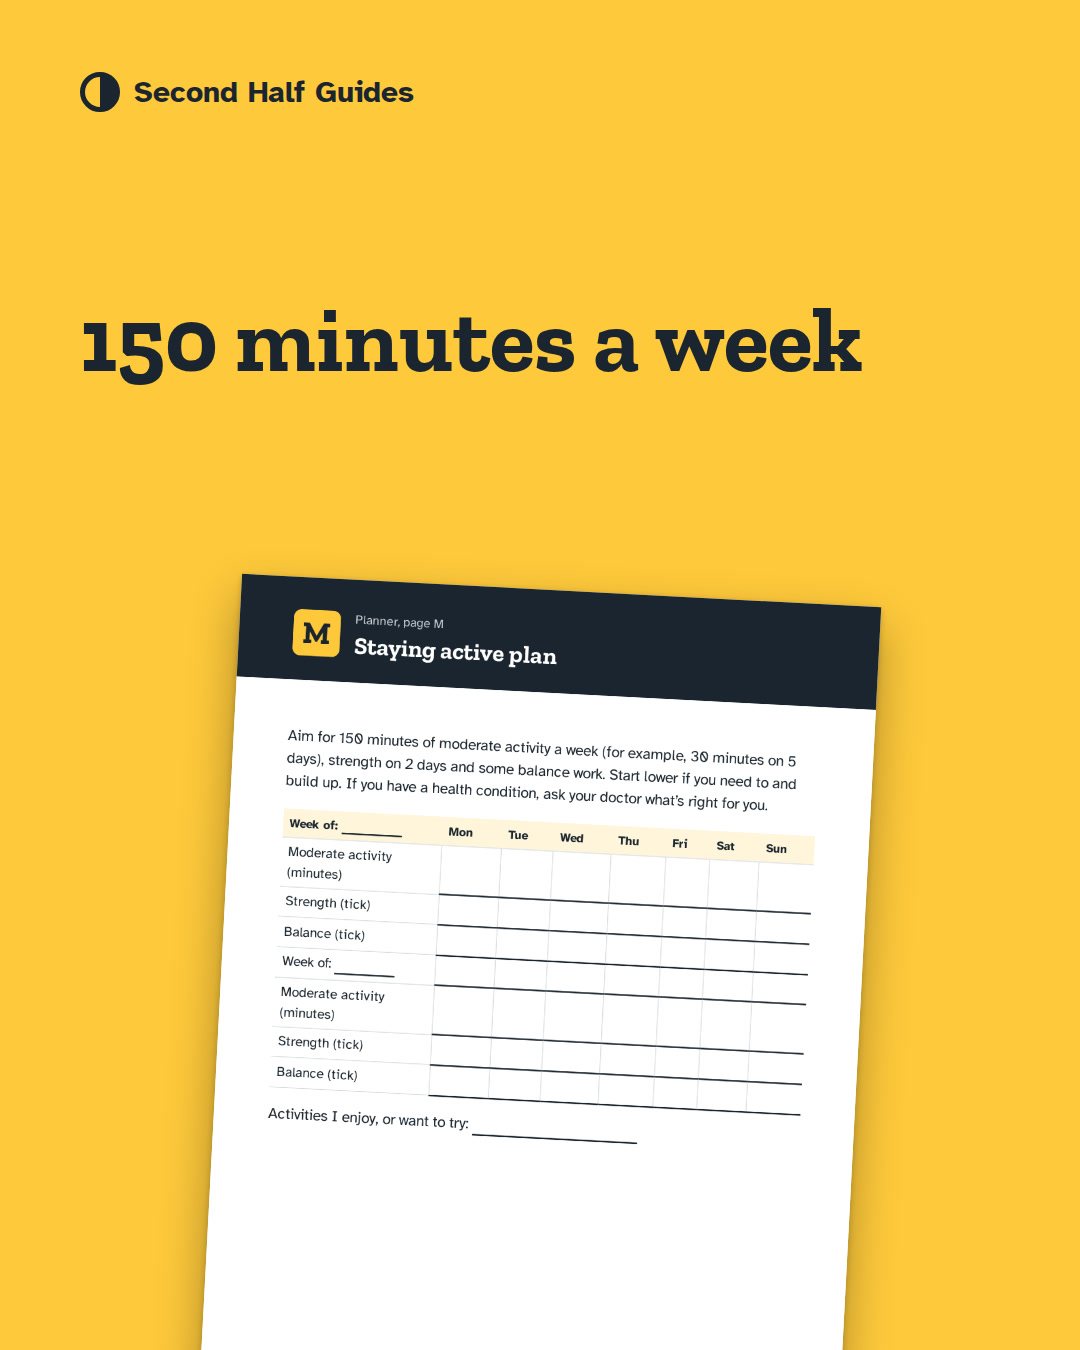 Second Half Guides
150 minutes a week
M
Planner, page M
Staying active plan
Aim for 150 minutes of moderate activity a week (for example, 30 minutes on 5
days), strength on 2 days and some balance work. Start lower if you need to and
build up. If you have a health condition, ask your doctor what's right for you.
Week of: ________ Mon Tue Wed Thu Fri Sat Sun
Moderate activity
(minutes)
Strength (tick)
Balance (tick)
Week of: ________
Moderate activity
(minutes)
Strength (tick)
Balance (tick)
Activities I enjoy, or want to try: ____________________